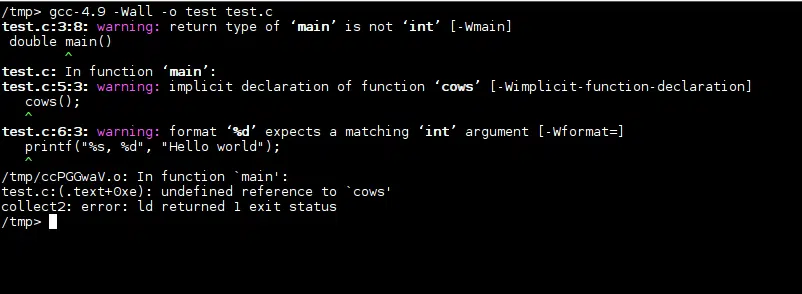 /tmp> gcc-4.9 -Wall -o test test.c
test.c:3:8: warning: return type of ‘main’ is not ‘int’ [-Wmain]
 double main()
        ^
test.c: In function ‘main’:
test.c:5:3: warning: implicit declaration of function ‘cows’ [-Wimplicit-function-declaration]
   cows();
   ^
test.c:6:3: warning: format ‘%d’ expects a matching ‘int’ argument [-Wformat=]
   printf("%s, %d", "Hello world");
   ^
/tmp/ccPGGwaV.o: In function `main':
test.c:(.text+0xe): undefined reference to `cows'
collect2: error: ld returned 1 exit status
/tmp>